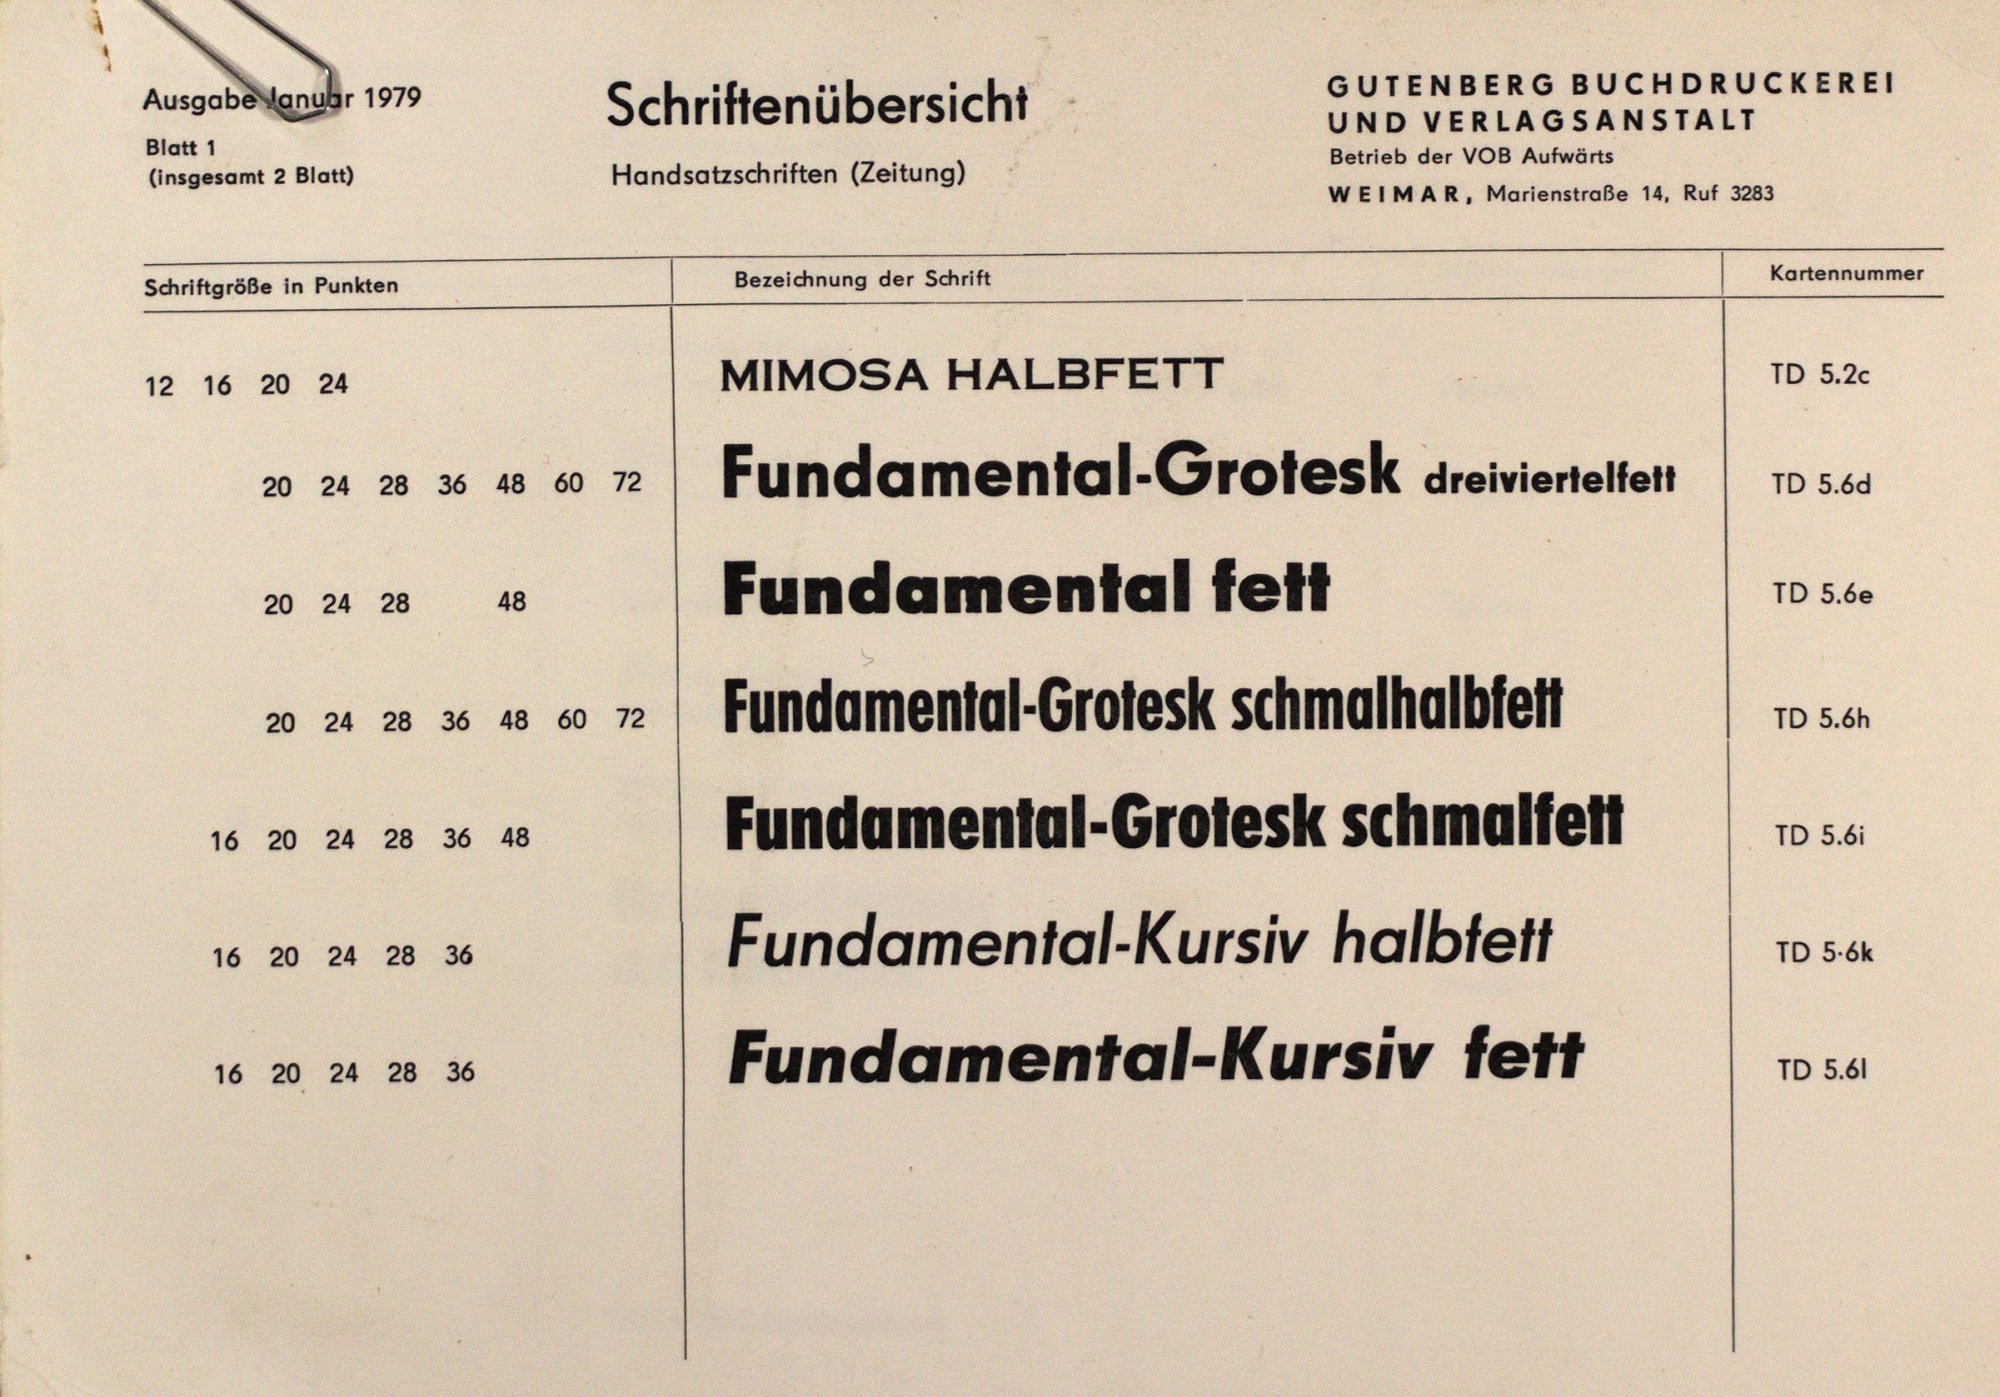 Ausgabe Januar 1979
Blatt 1
(insgesamt 2 Blatt)
Schriftenübersicht
Handsatzschriften (Zeitung)
GUTENBERG BUCHDRUCKEREI
UND VERLAGSANSTALT
Betrieb der VOB Aufwärts
WEIMAR, Marienstraße 14, Ruf 3283
Schriftgröße in Punkten Bezeichnung der Schrift Kartennummer
12 16 20 24 MIMOSA HALBFETT TD 5.2c
20 24 28 36 48 60 72 Fundamental-Grotesk dreiviertelfett TD 5.6d
20 24 28 48 Fundamental fett TD 5.6e
20 24 28 36 48 60 72 Fundamental-Grotesk schmalhalbfett TD 5.6h
16 20 24 28 36 48 Fundamental-Grotesk schmalfett TD 5.6i
16 20 24 28 36 Fundamental-Kursiv halbfett TD 5·6k
16 20 24 28 36 Fundamental-Kursiv fett TD 5.6l